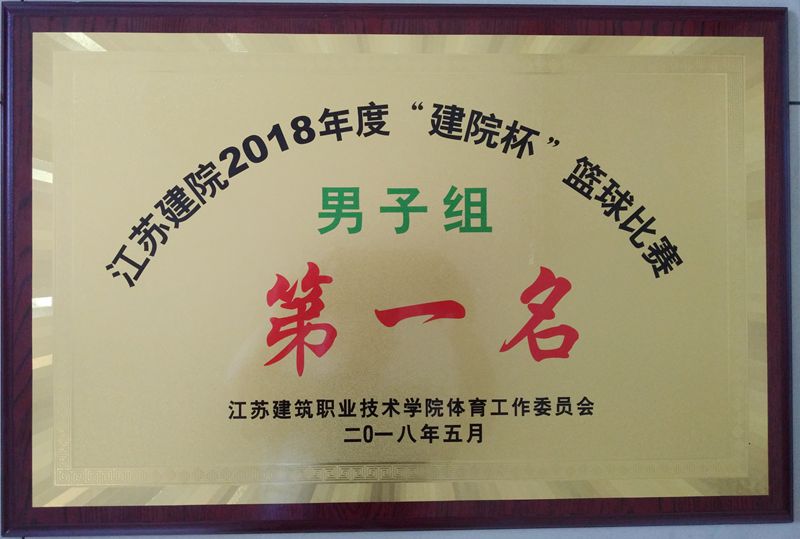 江苏建院2018年度“建院杯”篮球比赛
男子组
第一名
江苏建筑职业技术学院体育工作委员会
二O一八年五月